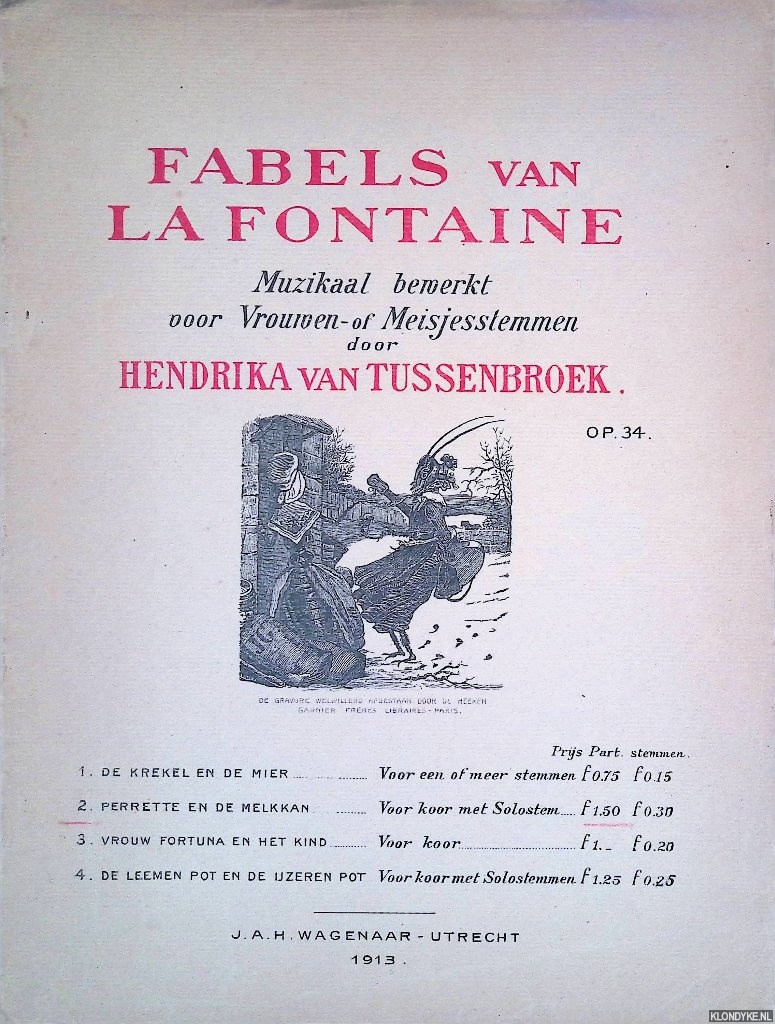 FABELS VAN
LA FONTAINE
Muzikaal bewerkt
voor Vrouwen- of Meisjesstemmen
door
HENDRIKA VAN TUSSENBROEK.
OP. 34.
DE GRAVURE WELWILLEND AFGESTAAN DOOR DE HEEREN
GARNIER FRÈRES LIBRAIRES - PARIS.
Prijs Part. stemmen.
1. DE KREKEL EN DE MIER ........ Voor een of meer stemmen f 0.75 f 0.15
2. PERRETTE EN DE MELKKAN ........ Voor koor met Solostem.... f 1.50 f 0.30
3. VROUW FORTUNA EN HET KIND ........ Voor koor........ f 1.- f 0.20
4. DE LEEMEN POT EN DE IJZEREN POT Voor koor met Solostemmen f 1.25 f 0.25
J.A.H. WAGENAAR - UTRECHT
1913.
KLONDYKE.NL